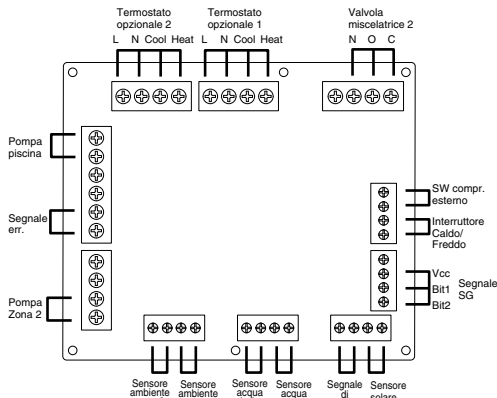 Termostato
opzionale 2
L N Cool Heat
Termostato
opzionale 1
L N Cool Heat
Valvola
miscelatrice 2
N O C
Pompa
piscina
Segnale
err.
Pompa
Zona 2
SW compr.
esterno
Interruttore
Caldo/
Freddo
Vcc
Bit1
Bit2
Segnale
SG
Sensore
ambiente
Sensore
ambiente
Sensore
acqua
Sensore
acqua
Segnale
di
Sensore
solare